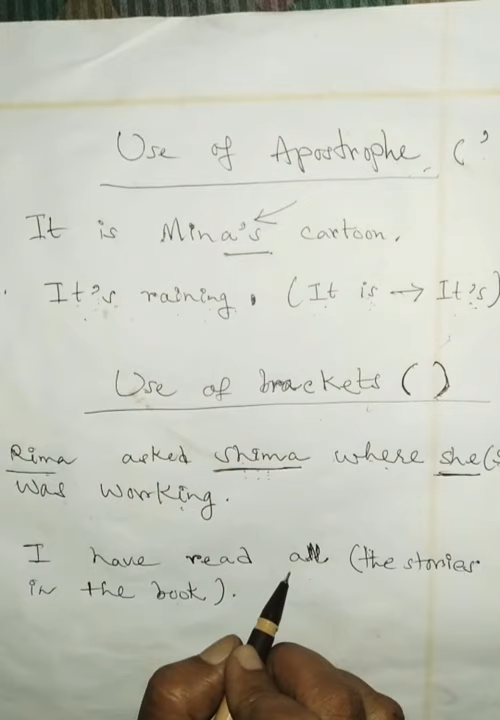 Use of Apostrophe (’
It is Mina's cartoon.
It's raining. (It is → It's)
Use of brackets ()
Rima asked Shima where she(S
was working.
I have read all (the stories
in the book).